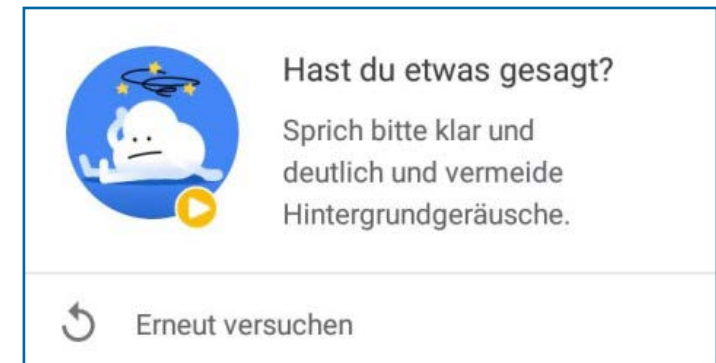 Hast du etwas gesagt?
Sprich bitte klar und
deutlich und vermeide
Hintergrundgeräusche.
Erneut versuchen